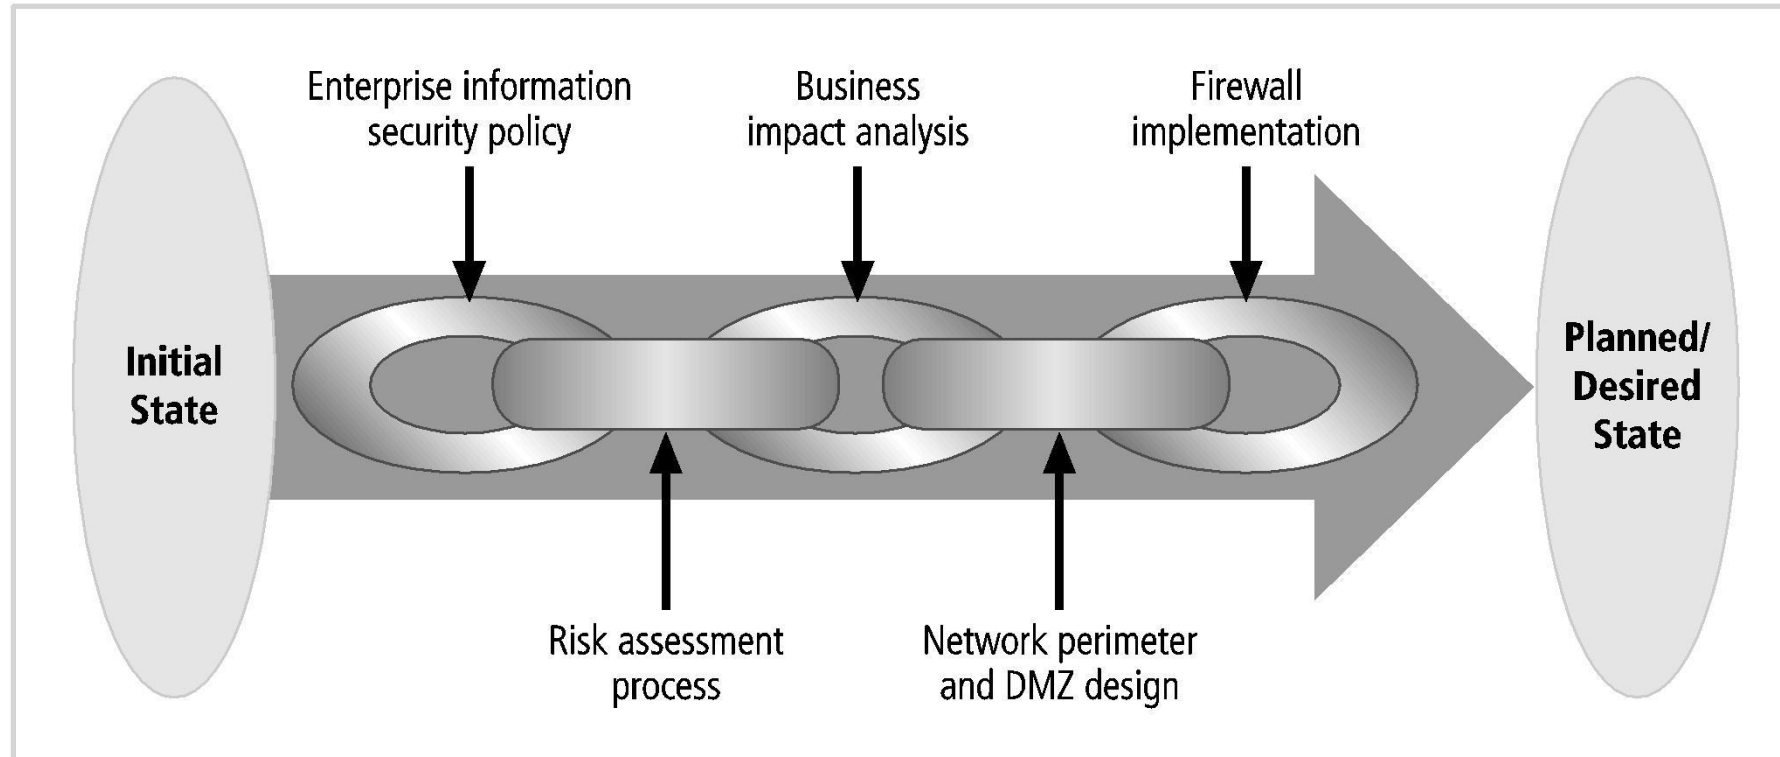 Enterprise information
security policy
Business
impact analysis
Firewall
implementation
Initial
State
Planned/
Desired
State
Risk assessment
process
Network perimeter
and DMZ design